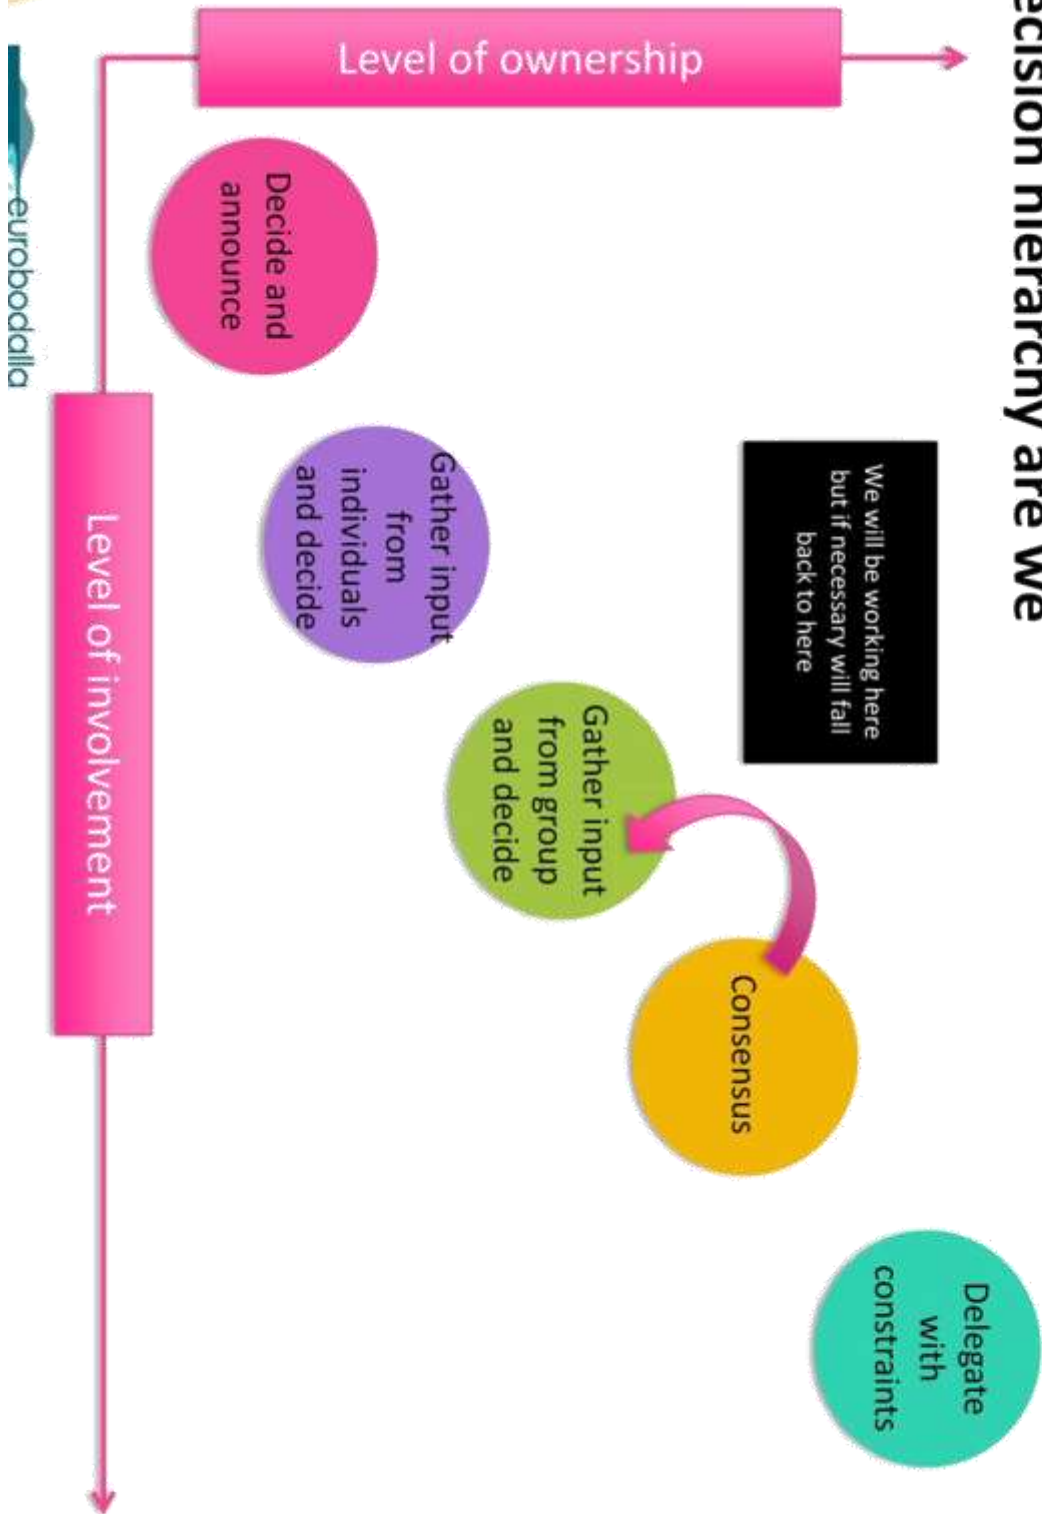 ecision hierarchy are we
Level of ownership
We will be working here
but if necessary will fall
back to here
Decide and
announce
Gather input
from
individuals
and decide
Gather input
from group
and decide
Consensus
Delegate
with
constraints
Level of involvement
eurobodalla